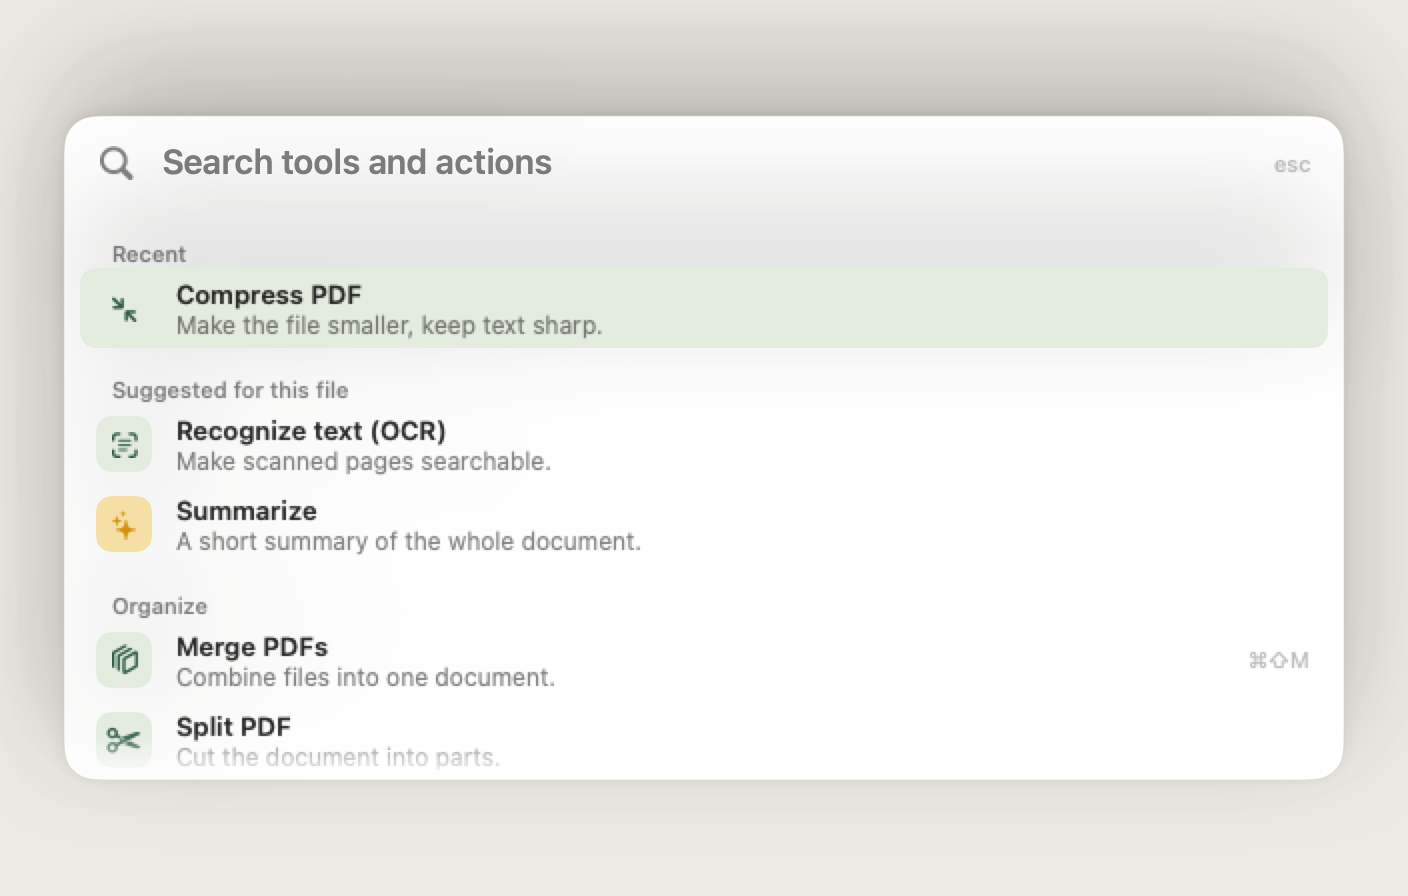 Search tools and actions
esc
Recent
Compress PDF
Make the file smaller, keep text sharp.
Suggested for this file
Recognize text (OCR)
Make scanned pages searchable.
Summarize
A short summary of the whole document.
Organize
Merge PDFs
Combine files into one document.
⌘⇧M
Split PDF
Cut the document into parts.